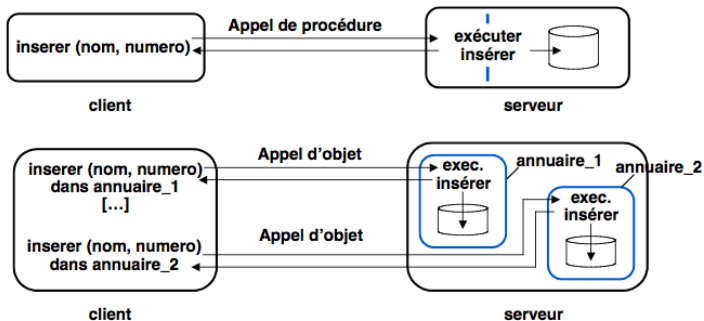 Appel de procédure
inserer (nom, numero)
exécuter
insérer
client
serveur
inserer (nom, numero)
dans annuaire_1
[...]
inserer (nom, numero)
dans annuaire_2
Appel d'objet
Appel d'objet
exec.
insérer
annuaire_1
annuaire_2
exec.
insérer
client
serveur